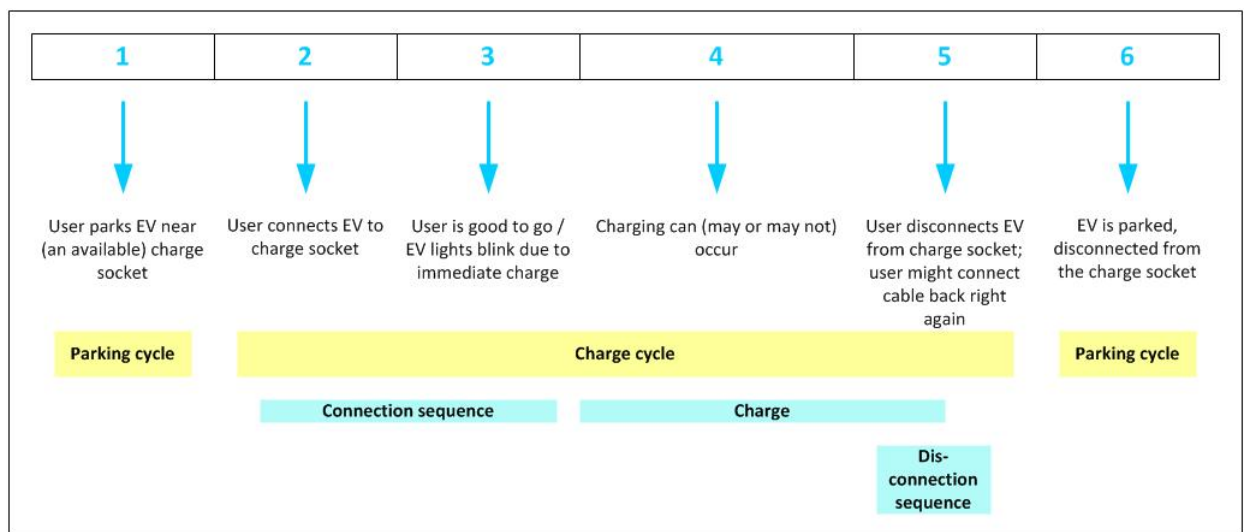 1 2 3 4 5 6
User parks EV near
(an available) charge
socket
User connects EV to
charge socket
User is good to go /
EV lights blink due to
immediate charge
Charging can (may or may not)
occur
User disconnects EV
from charge socket;
user might connect
cable back right
again
EV is parked,
disconnected from
the charge socket
Parking cycle
Charge cycle
Parking cycle
Connection sequence
Charge
Dis-
connection
sequence